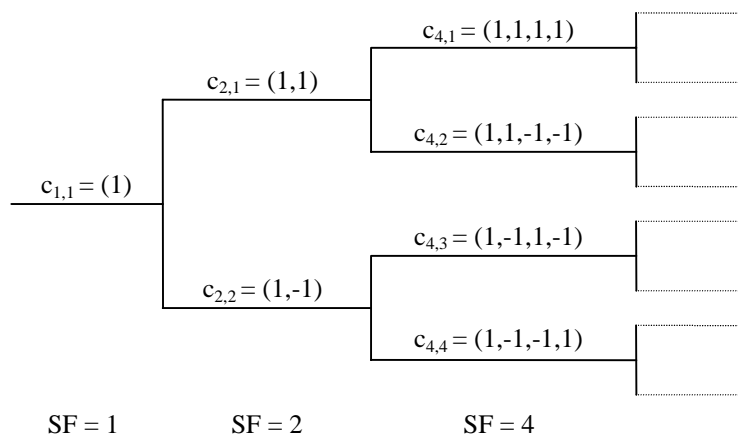 c4,1 = (1,1,1,1)
c2,1 = (1,1)
c4,2 = (1,1,-1,-1)
c1,1 = (1)
c4,3 = (1,-1,1,-1)
c2,2 = (1,-1)
c4,4 = (1,-1,-1,1)
SF = 1 SF = 2 SF = 4